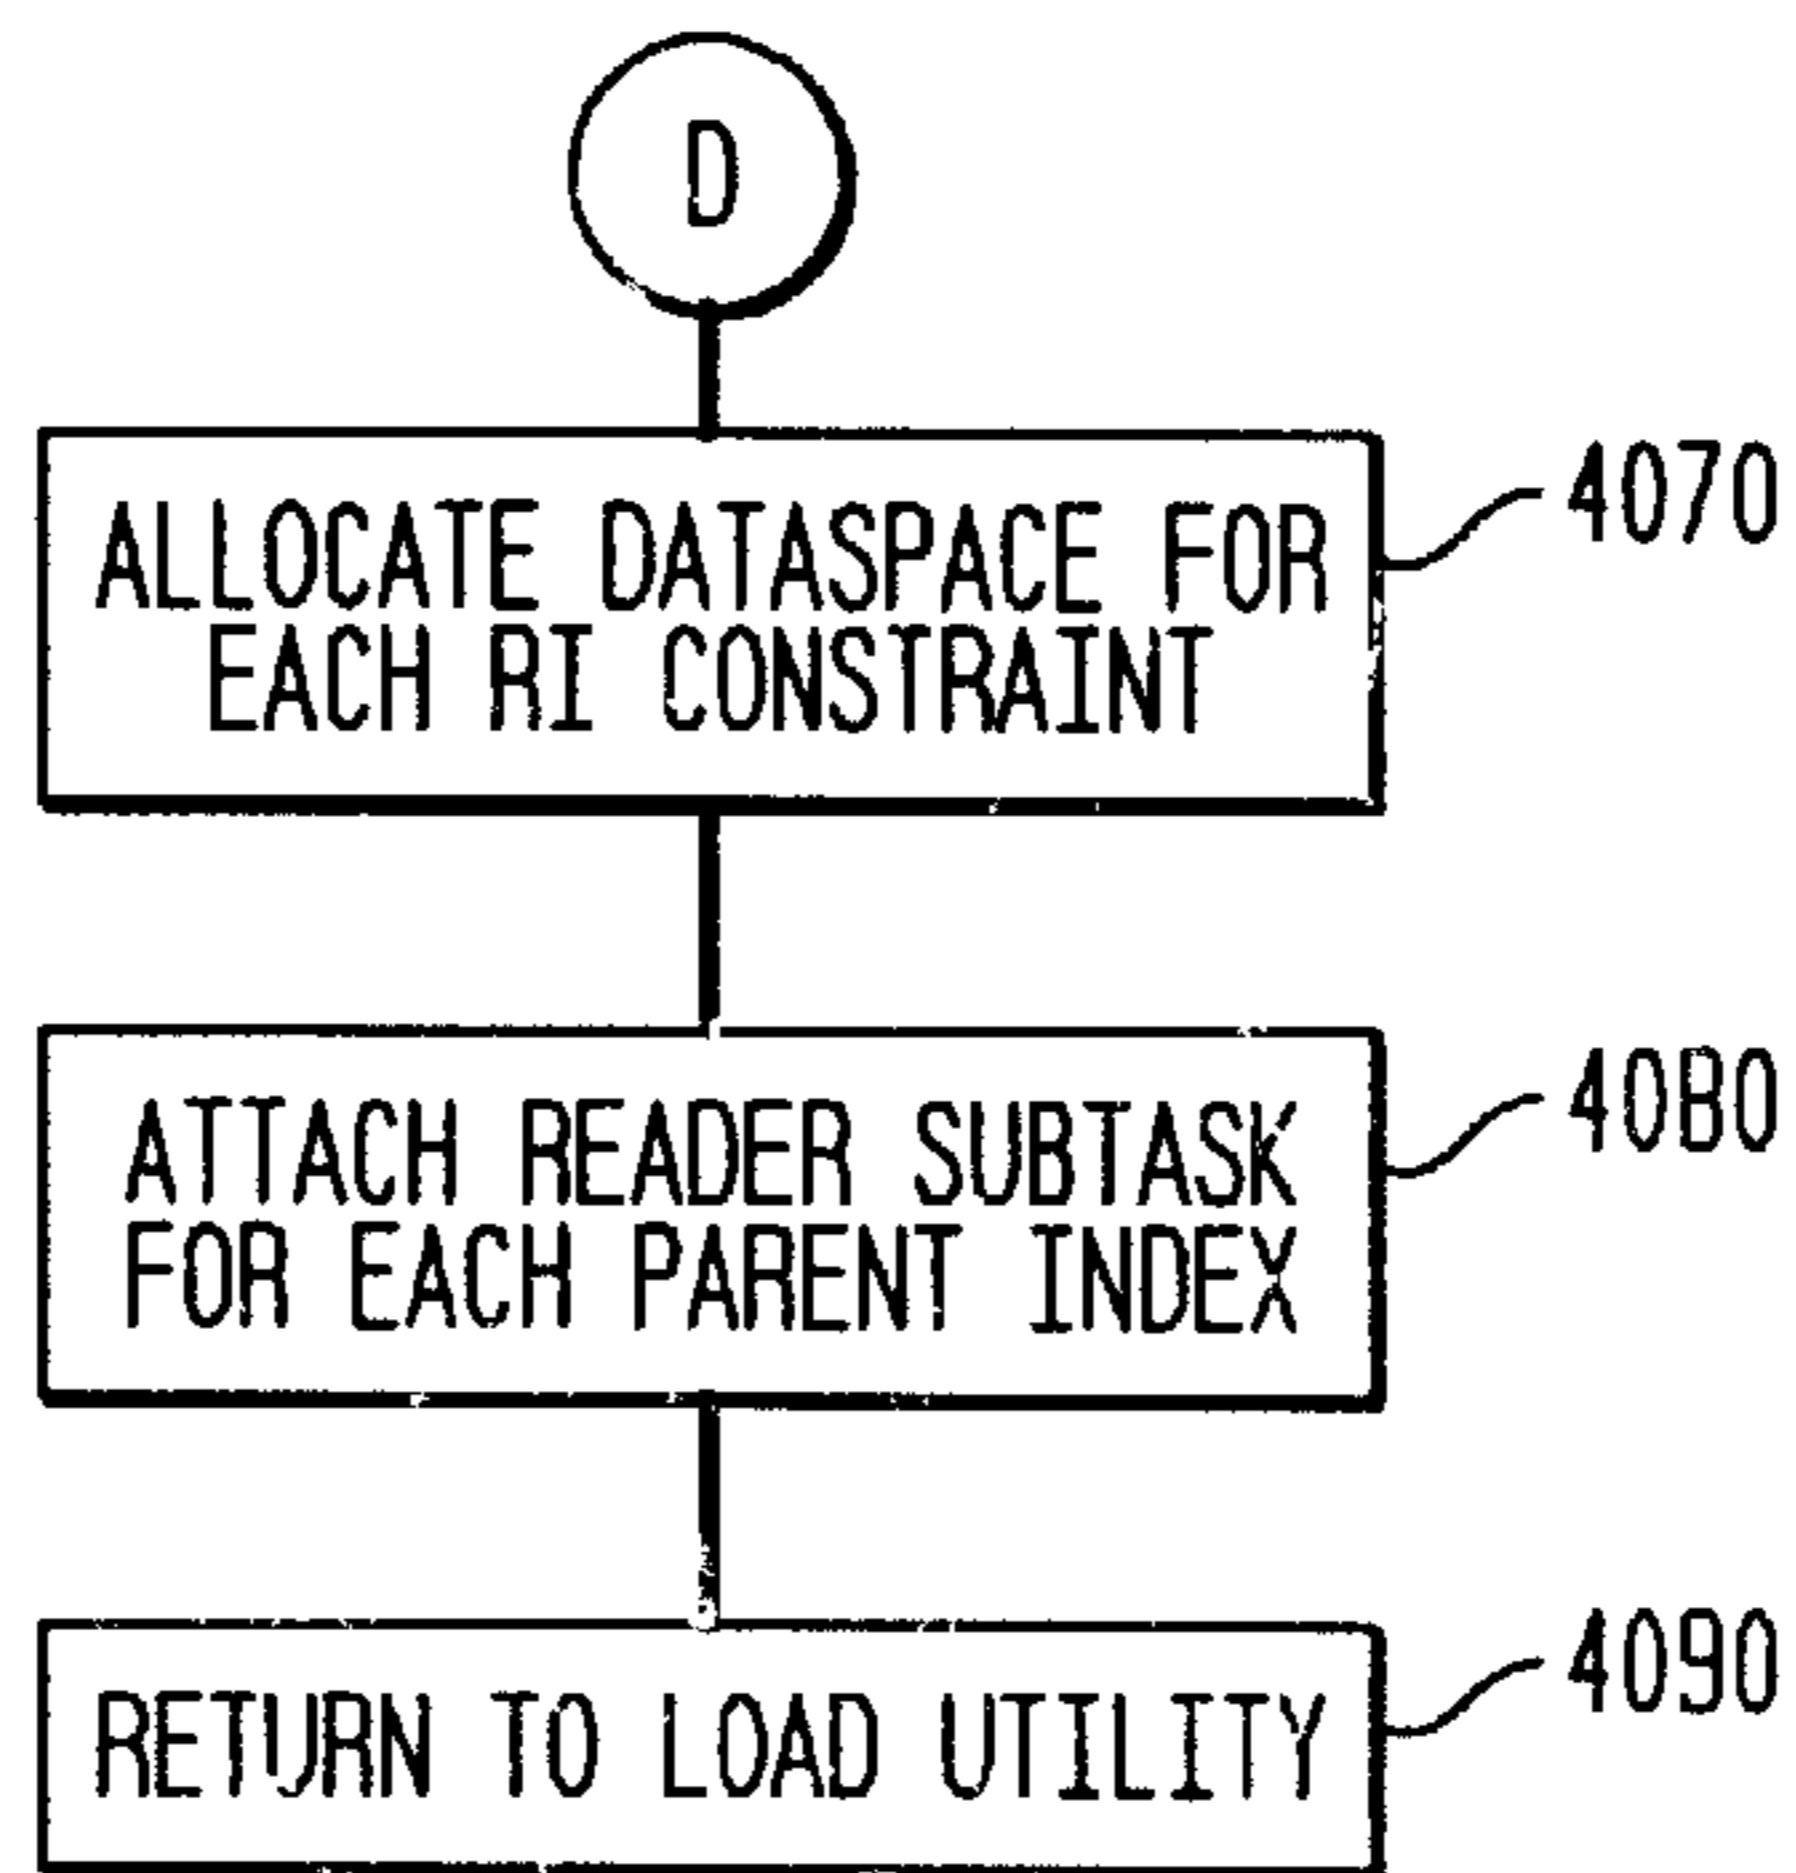 D
ALLOCATE DATASPACE FOR
EACH RI CONSTRAINT
4070
ATTACH READER SUBTASK
FOR EACH PARENT INDEX
4080
RETURN TO LOAD UTILITY
4090